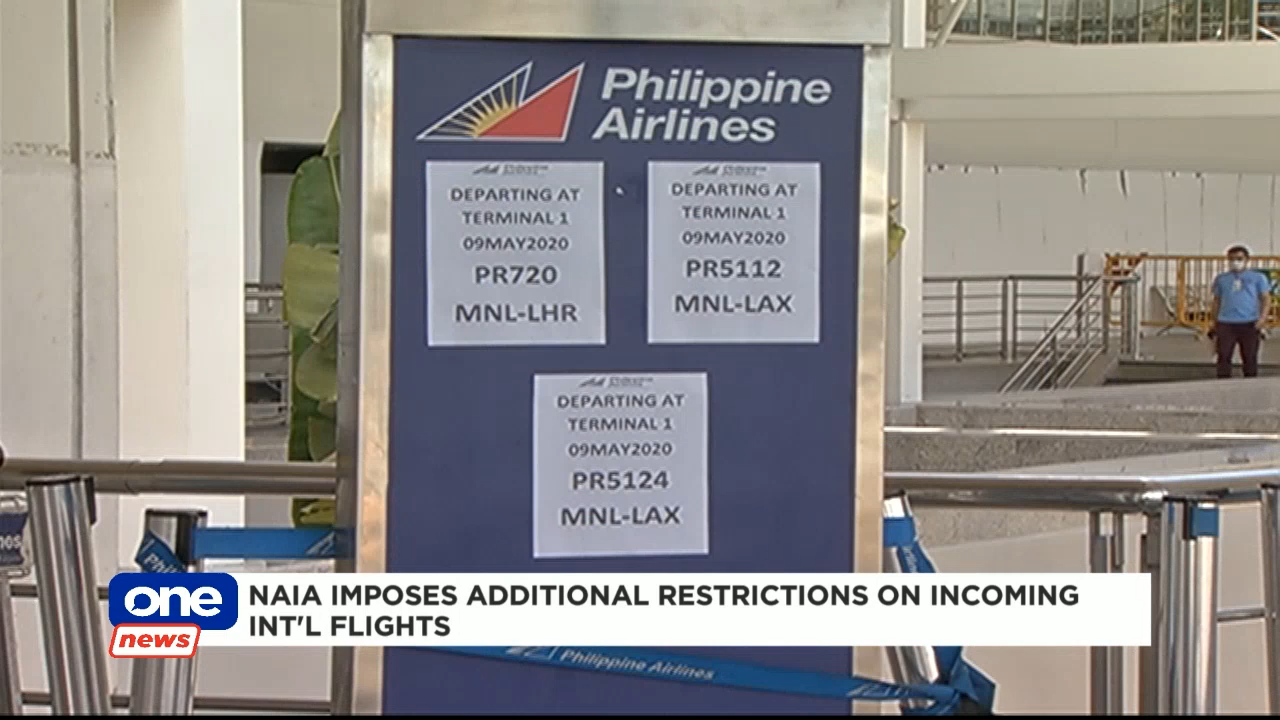 Philippine
Airlines
DEPARTING AT
TERMINAL 1
09MAY2020
PR720
MNL-LHR
DEPARTING AT
TERMINAL 1
09MAY2020
PR5112
MNL-LAX
DEPARTING AT
TERMINAL 1
09MAY2020
PR5124
MNL-LAX
one
news
NAIA IMPOSES ADDITIONAL RESTRICTIONS ON INCOMING
INT'L FLIGHTS
Philippine Airlines